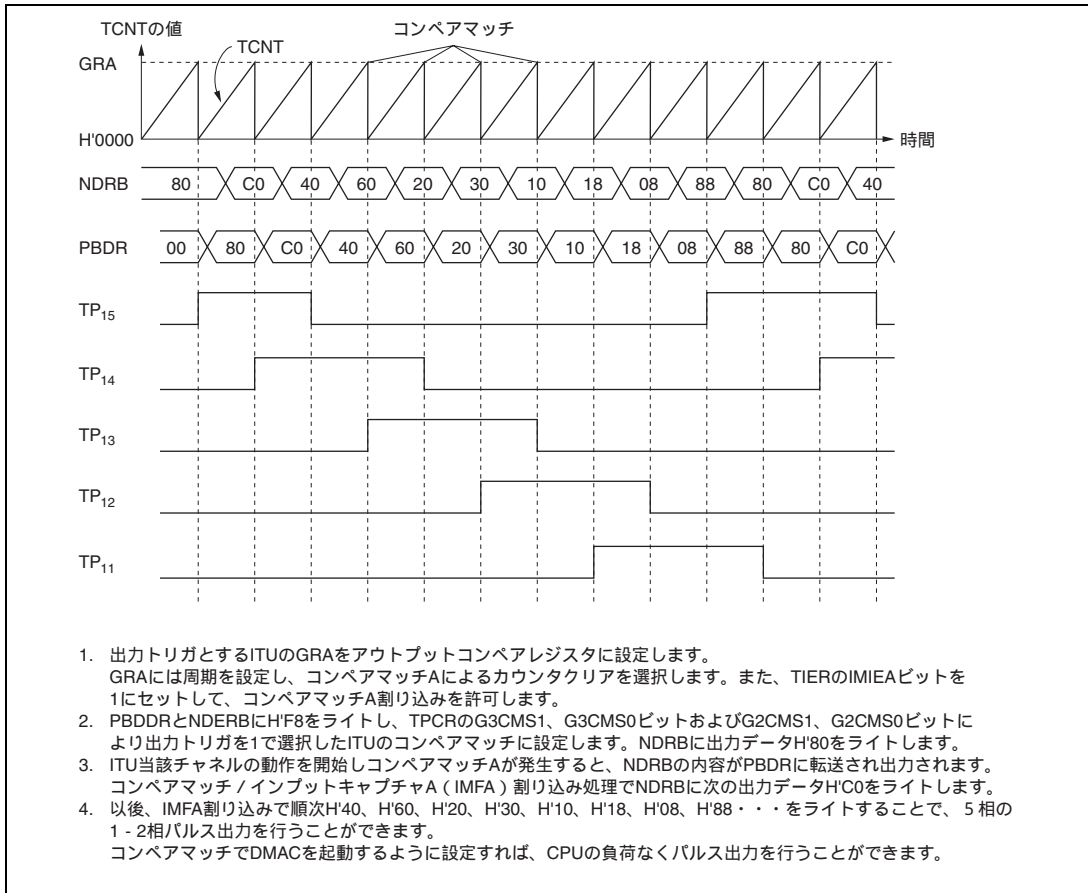 TCNTの値
コンペアマッチ
TCNT
GRA
H'0000
時間
NDRB 80 C0 40 60 20 30 10 18 08 88 80 C0 40
PBDR 00 80 C0 40 60 20 30 10 18 08 88 80 C0
TP15
TP14
TP13
TP12
TP11
1. 出力トリガとするITUのGRAをアウトプットコンペアレジスタに設定します。
GRAには周期を設定し、コンペアマッチAによるカウンタクリアを選択します。また、TIERのIMIEAビットを
1にセットして、コンペアマッチA割り込みを許可します。
2. PBDDRとNDERBにH'F8をライトし、TPCRのG3CMS1、G3CMS0ビットおよびG2CMS1、G2CMS0ビットに
より出力トリガを1で選択したITUのコンペアマッチに設定します。NDRBに出力データH'80をライトします。
3. ITU当該チャネルの動作を開始しコンペアマッチAが発生すると、NDRBの内容がPBDRに転送され出力されます。
コンペアマッチ / インプットキャプチャA ( IMFA ) 割り込み処理でNDRBに次の出力データH'C0をライトします。
4. 以後、IMFA割り込みで順次H'40、H'60、H'20、H'30、H'10、H'18、H'08、H'88・・・をライトすることで、５相の
1 - 2相パルス出力を行うことができます。
コンペアマッチでDMACを起動するように設定すれば、CPUの負荷なくパルス出力を行うことができます。